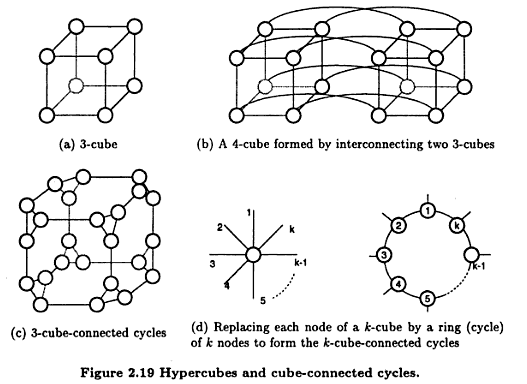 (a) 3-cube
(b) A 4-cube formed by interconnecting two 3-cubes
1
2
3
4
5
k
k-1
1
2
3
4
5
k
k-1
(c) 3-cube-connected cycles
(d) Replacing each node of a k-cube by a ring (cycle)
of k nodes to form the k-cube-connected cycles
Figure 2.19 Hypercubes and cube-connected cycles.